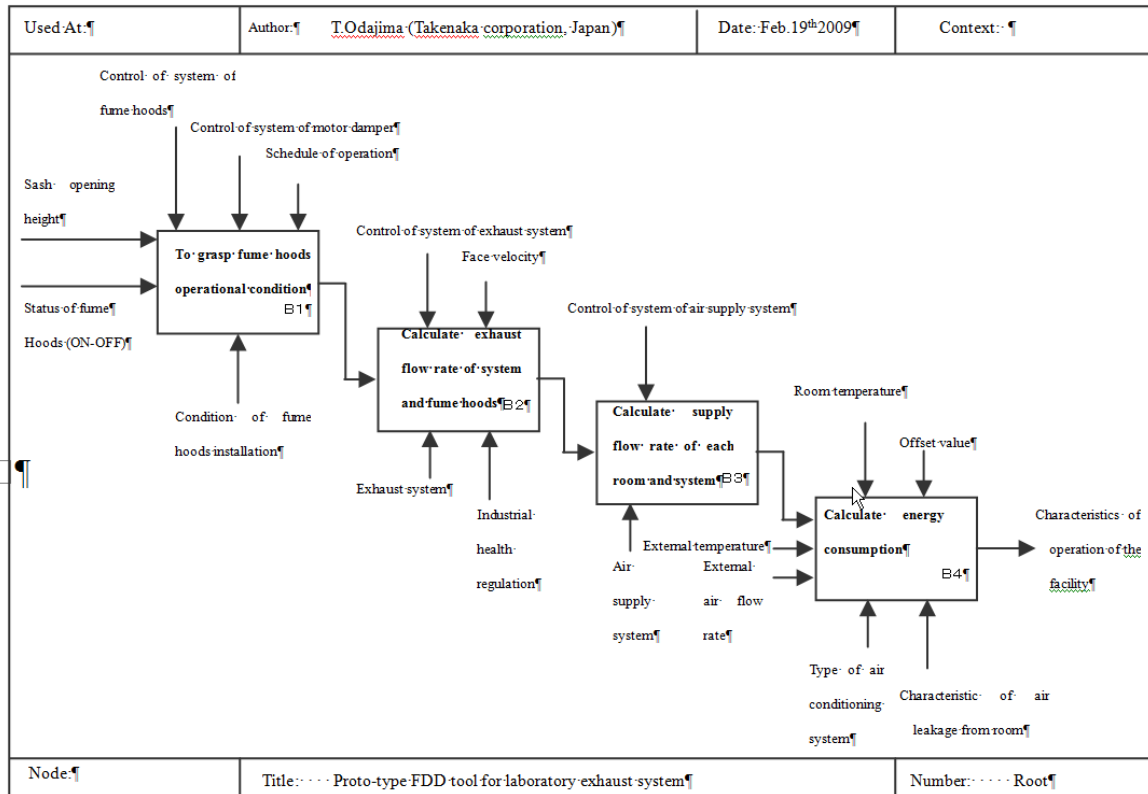 Used At:¶
Author:¶ T.Odajima (Takenaka corporation, Japan)¶
Date: Feb.19th2009¶
Context: ¶
Control of system of
fume hoods¶
Control of system of motor damper¶
Schedule of operation¶
Sash opening
height¶
Status of fume¶
Hoods (ON-OFF)¶
To grasp fume hoods
operational condition¶
B1¶
Condition of fume
hoods installation¶
Control of system of exhaust system¶
Face velocity¶
Calculate exhaust
flow rate of system
and fume hoods¶B2¶
Exhaust system¶
Industrial
health
regulation¶
Control of system of air supply system¶
Calculate supply
flow rate of each
room and system¶B3¶
Air
supply
system¶
External temperature¶
External
air flow
rate¶
Room temperature¶
Offset value¶
Calculate energy
consumption¶
B4¶
Type of air
conditioning
system¶
Characteristic of air
leakage from room¶
Characteristics of
operation of the
facility¶
¶
Node:¶
Title: Proto-type FDD tool for laboratory exhaust system¶
Number: Root¶